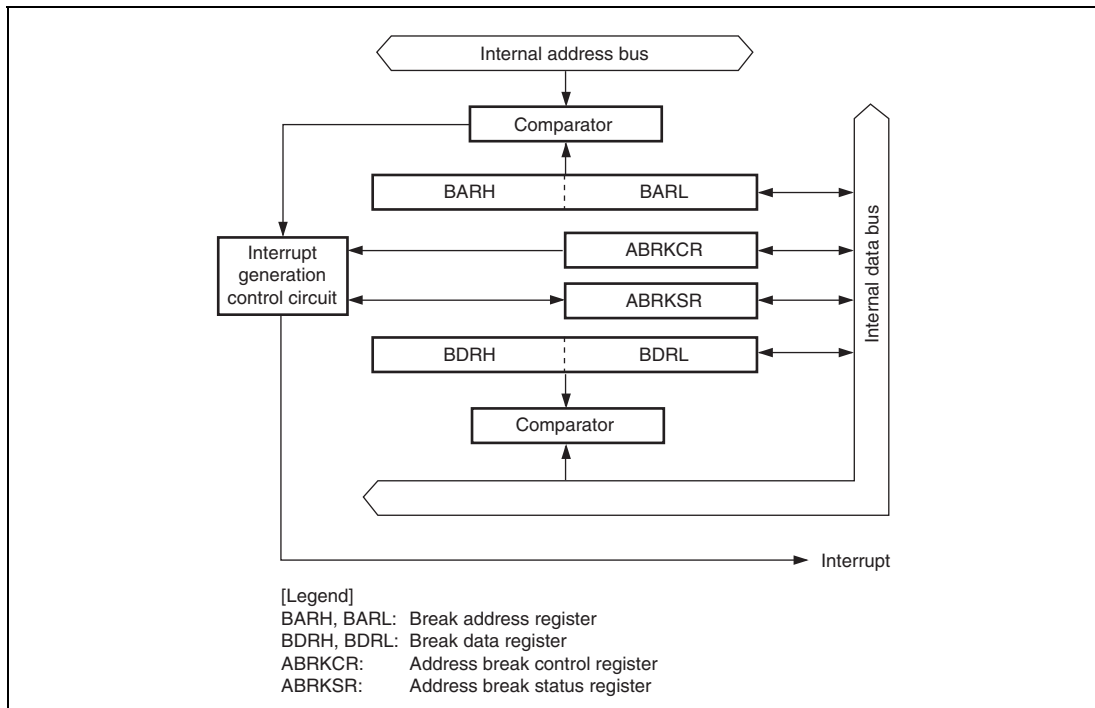 Internal address bus
Comparator
BARH
BARL
Internal data bus
Interrupt
generation
control circuit
ABRKCR
ABRKSR
BDRH
BDRL
Comparator
Interrupt
[Legend]
BARH, BARL: Break address register
BDRH, BDRL: Break data register
ABRKCR: Address break control register
ABRKSR: Address break status register